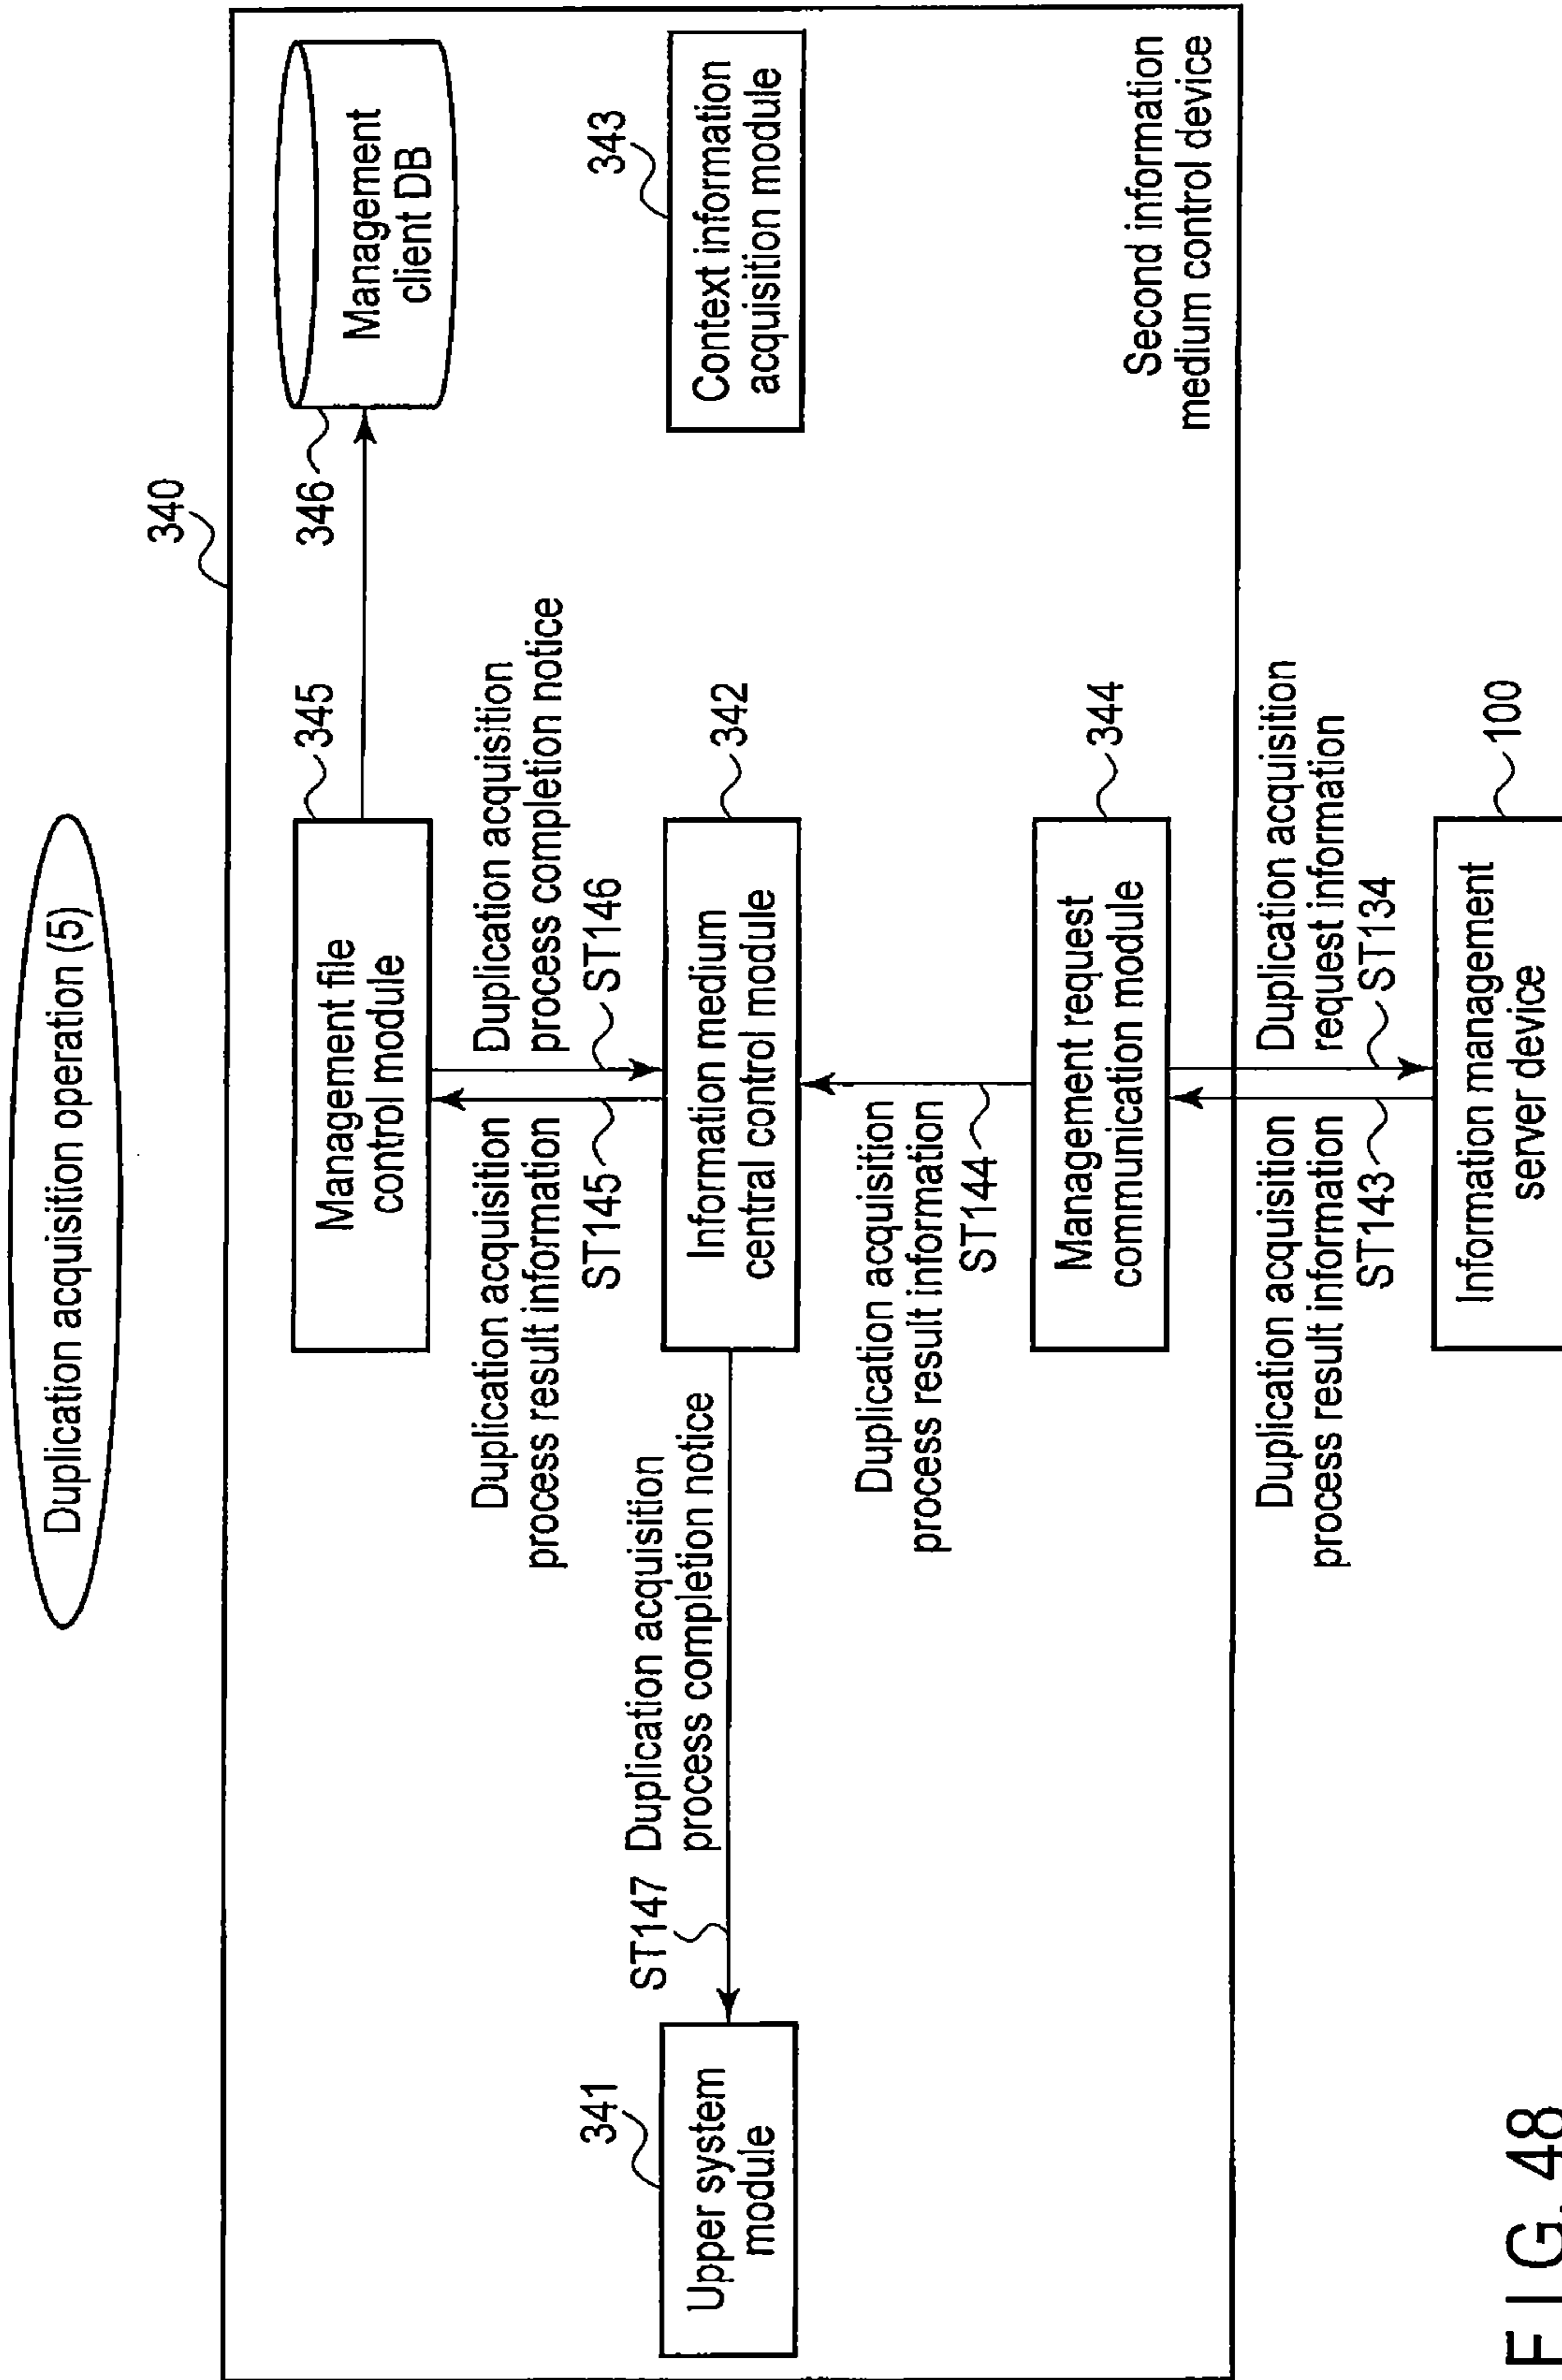 Duplication acquisition operation (5)
340
345
Management file
control module
346
Management
client DB
Duplication acquisition
process result information
ST145
Duplication acquisition
process completion notice
ST146
341
Upper system
module
ST147
Duplication acquisition
process completion notice
342
Information medium
central control module
343
Context information
acquisition module
Duplication acquisition
process result information
ST144
344
Management request
communication module
Second information
medium control device
Duplication acquisition
process result information
ST143
Duplication acquisition
request information
ST134
100
Information management
server device
FIG. 48